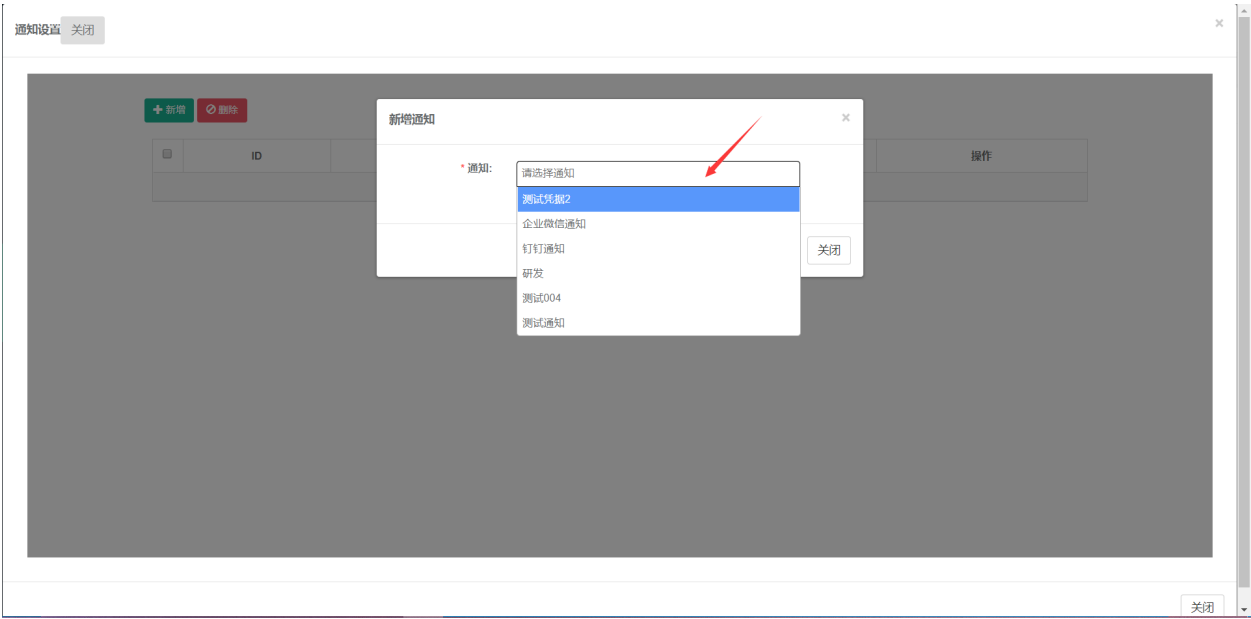 通知设置 关闭 ×
新增 删除
新增通知 ×
ID 操作
* 通知: 请选择通知
测试凭据2
企业微信通知
钉钉通知
研发
测试004
测试通知
关闭
关闭